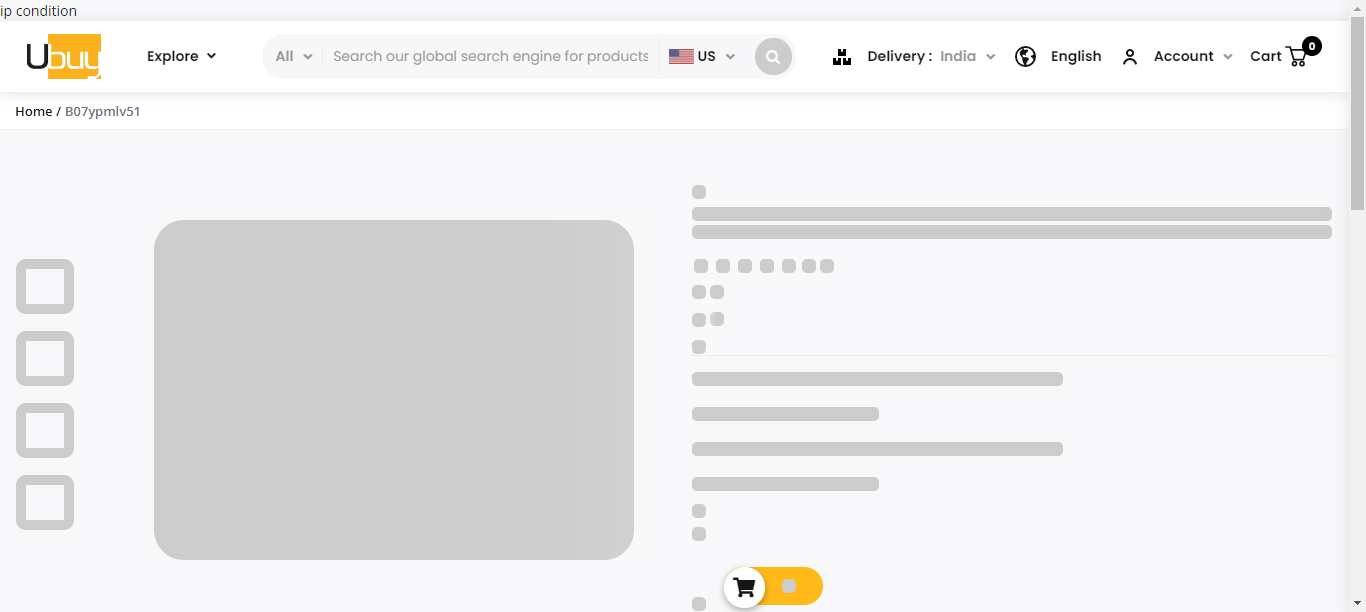 ip condition
Ubuy
Explore
All
Search our global search engine for products
US
Delivery :
India
English
Account
Cart
0
Home / B07ypmlv51